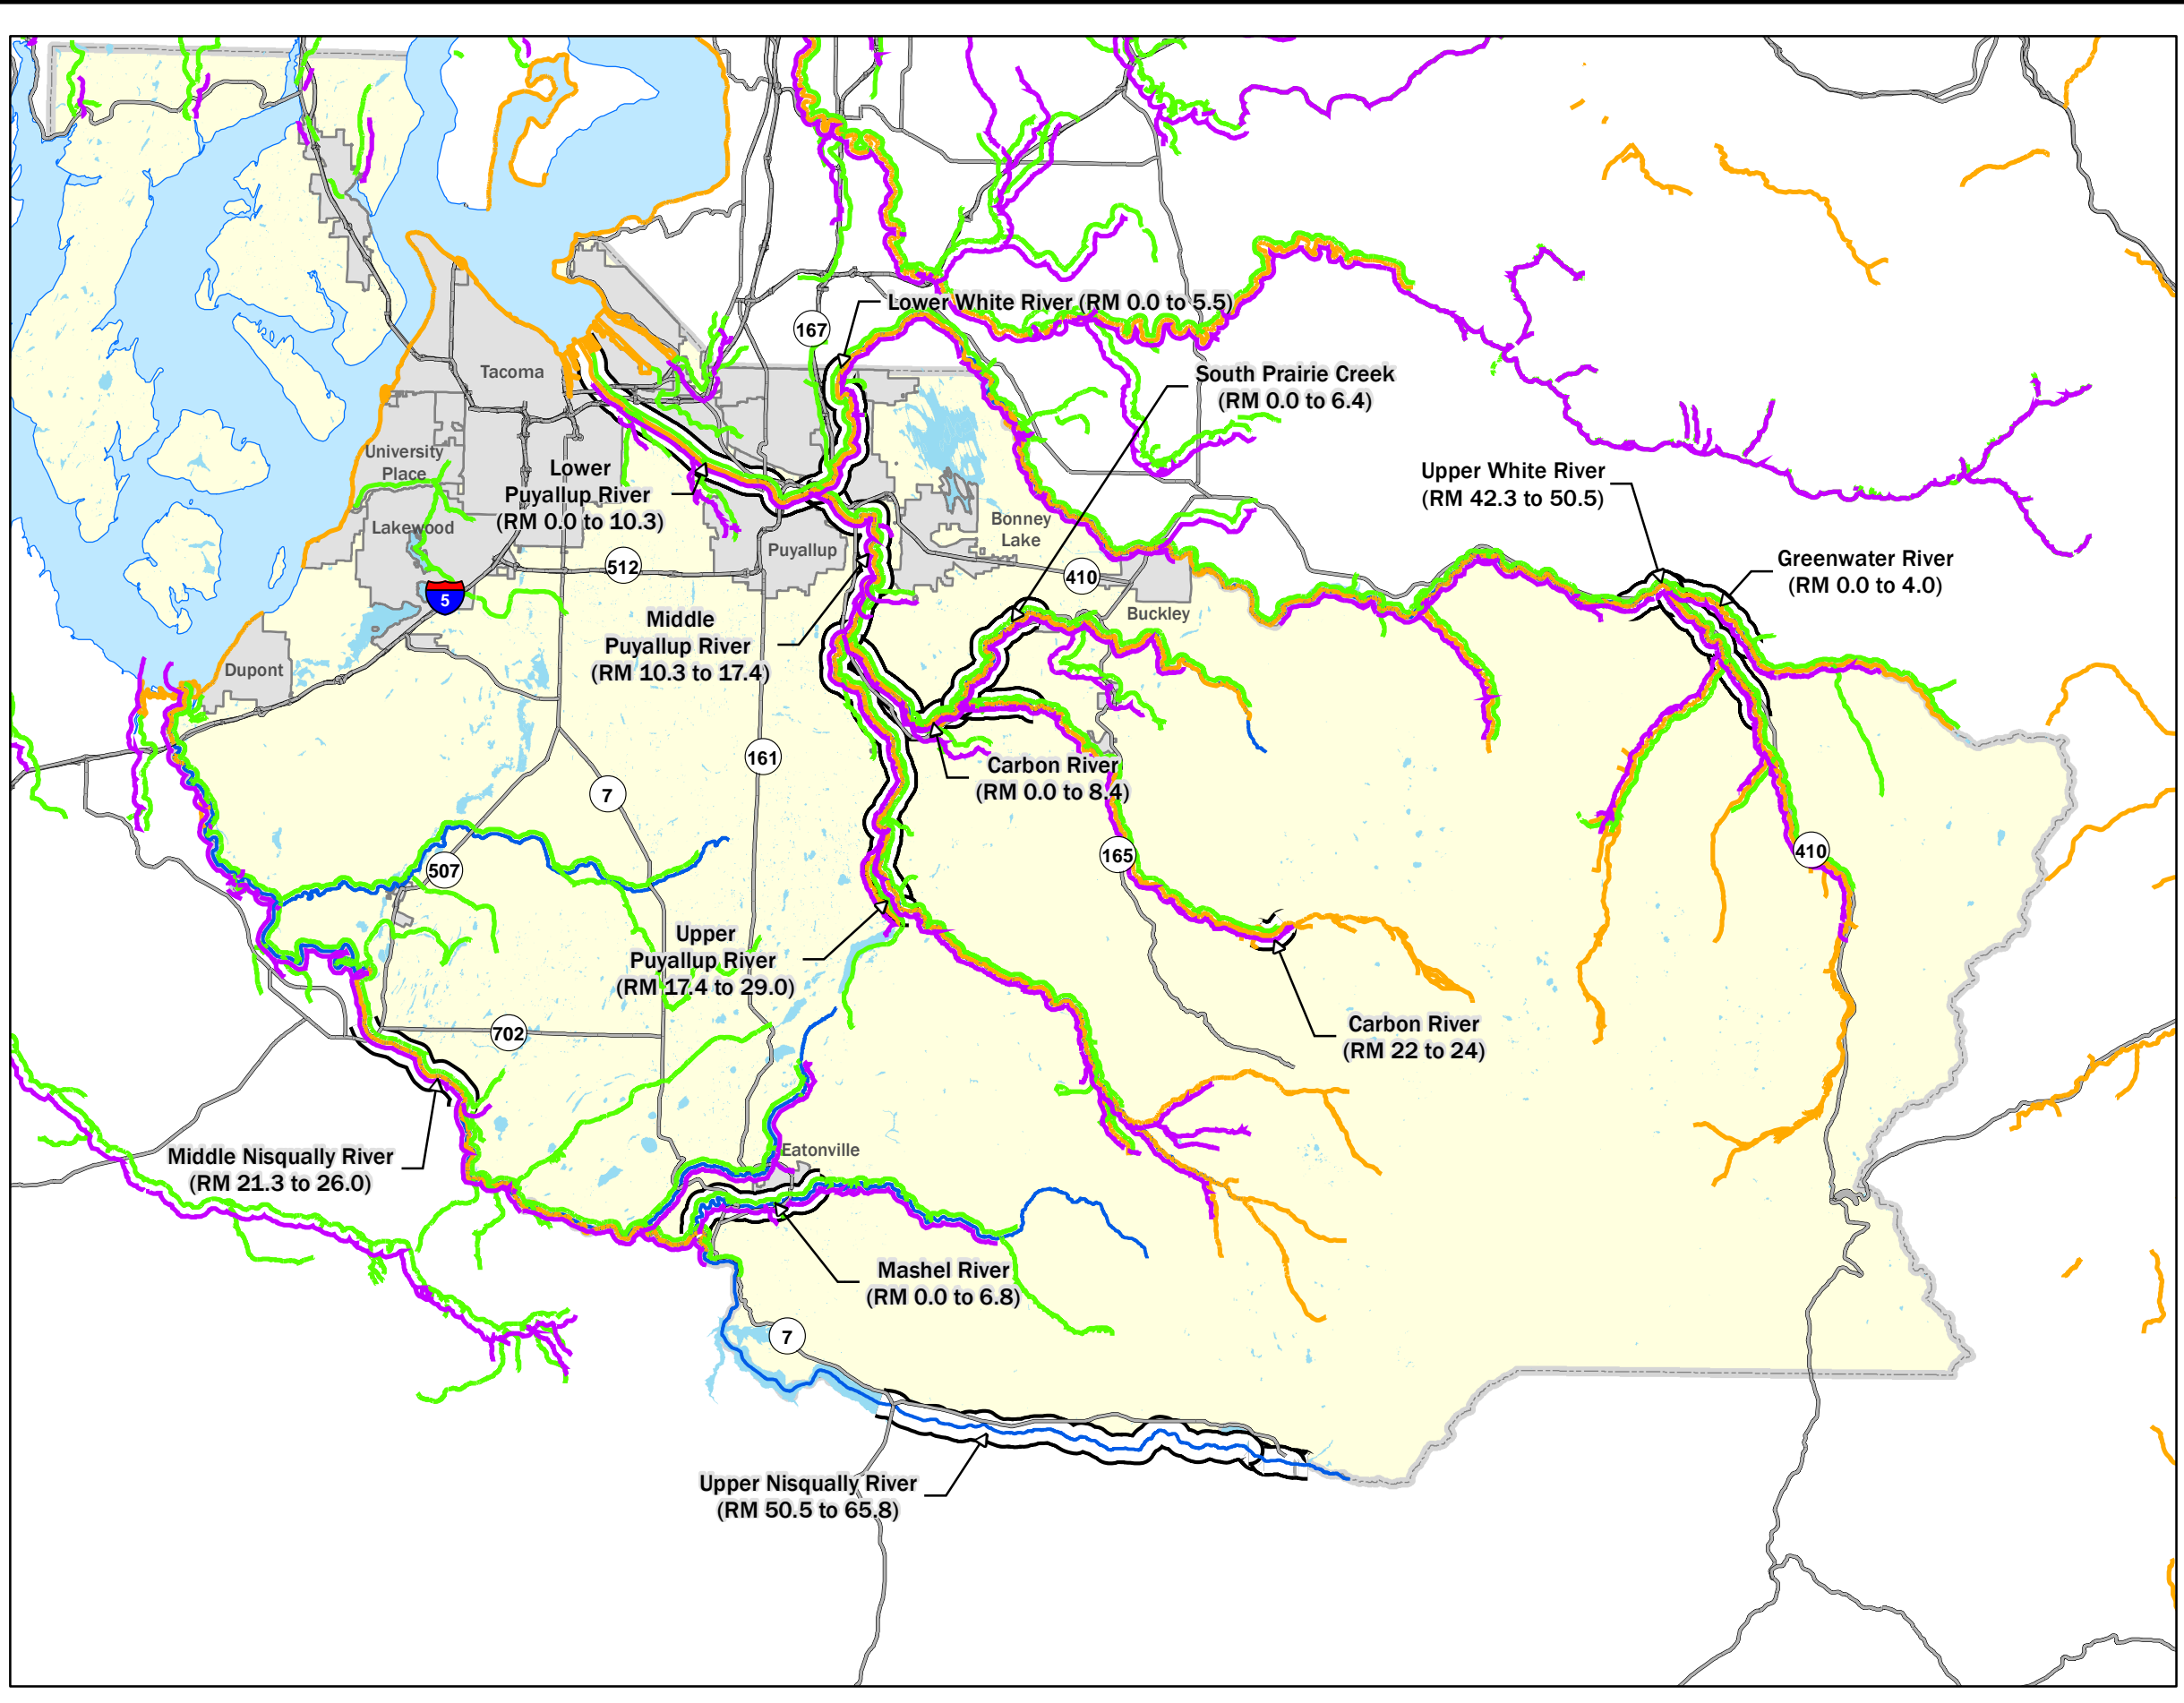 Lower White River (RM 0.0 to 5.5)
167
Tacoma
South Prairie Creek
(RM 0.0 to 6.4)
University
Place
Lower
Puyallup River
(RM 0.0 to 10.3)
Upper White River
(RM 42.3 to 50.5)
Lakewood
Bonney
Lake
Puyallup
512
410
Greenwater River
(RM 0.0 to 4.0)
5
Buckley
Middle
Puyallup River
(RM 10.3 to 17.4)
Dupont
161
Carbon River
(RM 0.0 to 8.4)
7
165
410
507
Upper
Puyallup River
(RM 17.4 to 29.0)
702
Carbon River
(RM 22 to 24)
Middle Nisqually River
(RM 21.3 to 26.0)
Eatonville
Mashel River
(RM 0.0 to 6.8)
7
Upper Nisqually River
(RM 50.5 to 65.8)